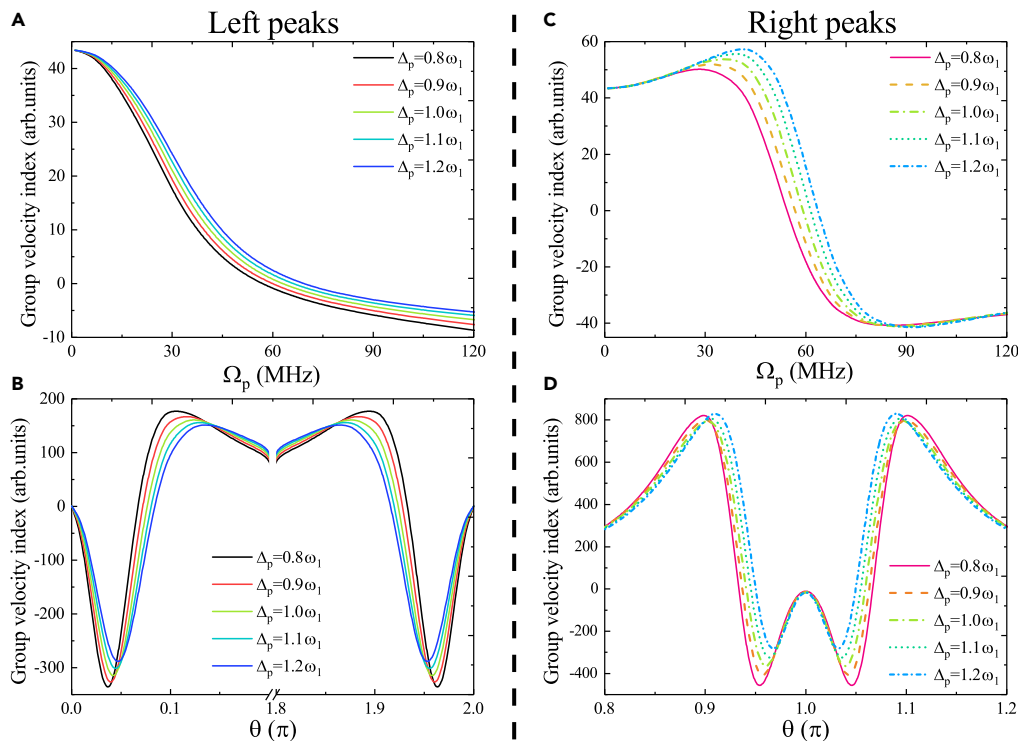 A
Left peaks
Group velocity index (arb.units)
40
30
20
10
0
-10
0
30
60
90
120
Ωp (MHz)
Δp=0.8ω1
Δp=0.9ω1
Δp=1.0ω1
Δp=1.1ω1
Δp=1.2ω1
B
Group velocity index (arb.units)
200
100
0
-100
-200
-300
0.0
0.1
1.8
1.9
2.0
θ (π)
Δp=0.8ω1
Δp=0.9ω1
Δp=1.0ω1
Δp=1.1ω1
Δp=1.2ω1
C
Right peaks
Group velocity index (arb.units)
60
40
20
0
-20
-40
0
30
60
90
120
Ωp (MHz)
Δp=0.8ω1
Δp=0.9ω1
Δp=1.0ω1
Δp=1.1ω1
Δp=1.2ω1
D
Group velocity index (arb.units)
800
600
400
200
0
-200
-400
0.8
0.9
1.0
1.1
1.2
θ (π)
Δp=0.8ω1
Δp=0.9ω1
Δp=1.0ω1
Δp=1.1ω1
Δp=1.2ω1